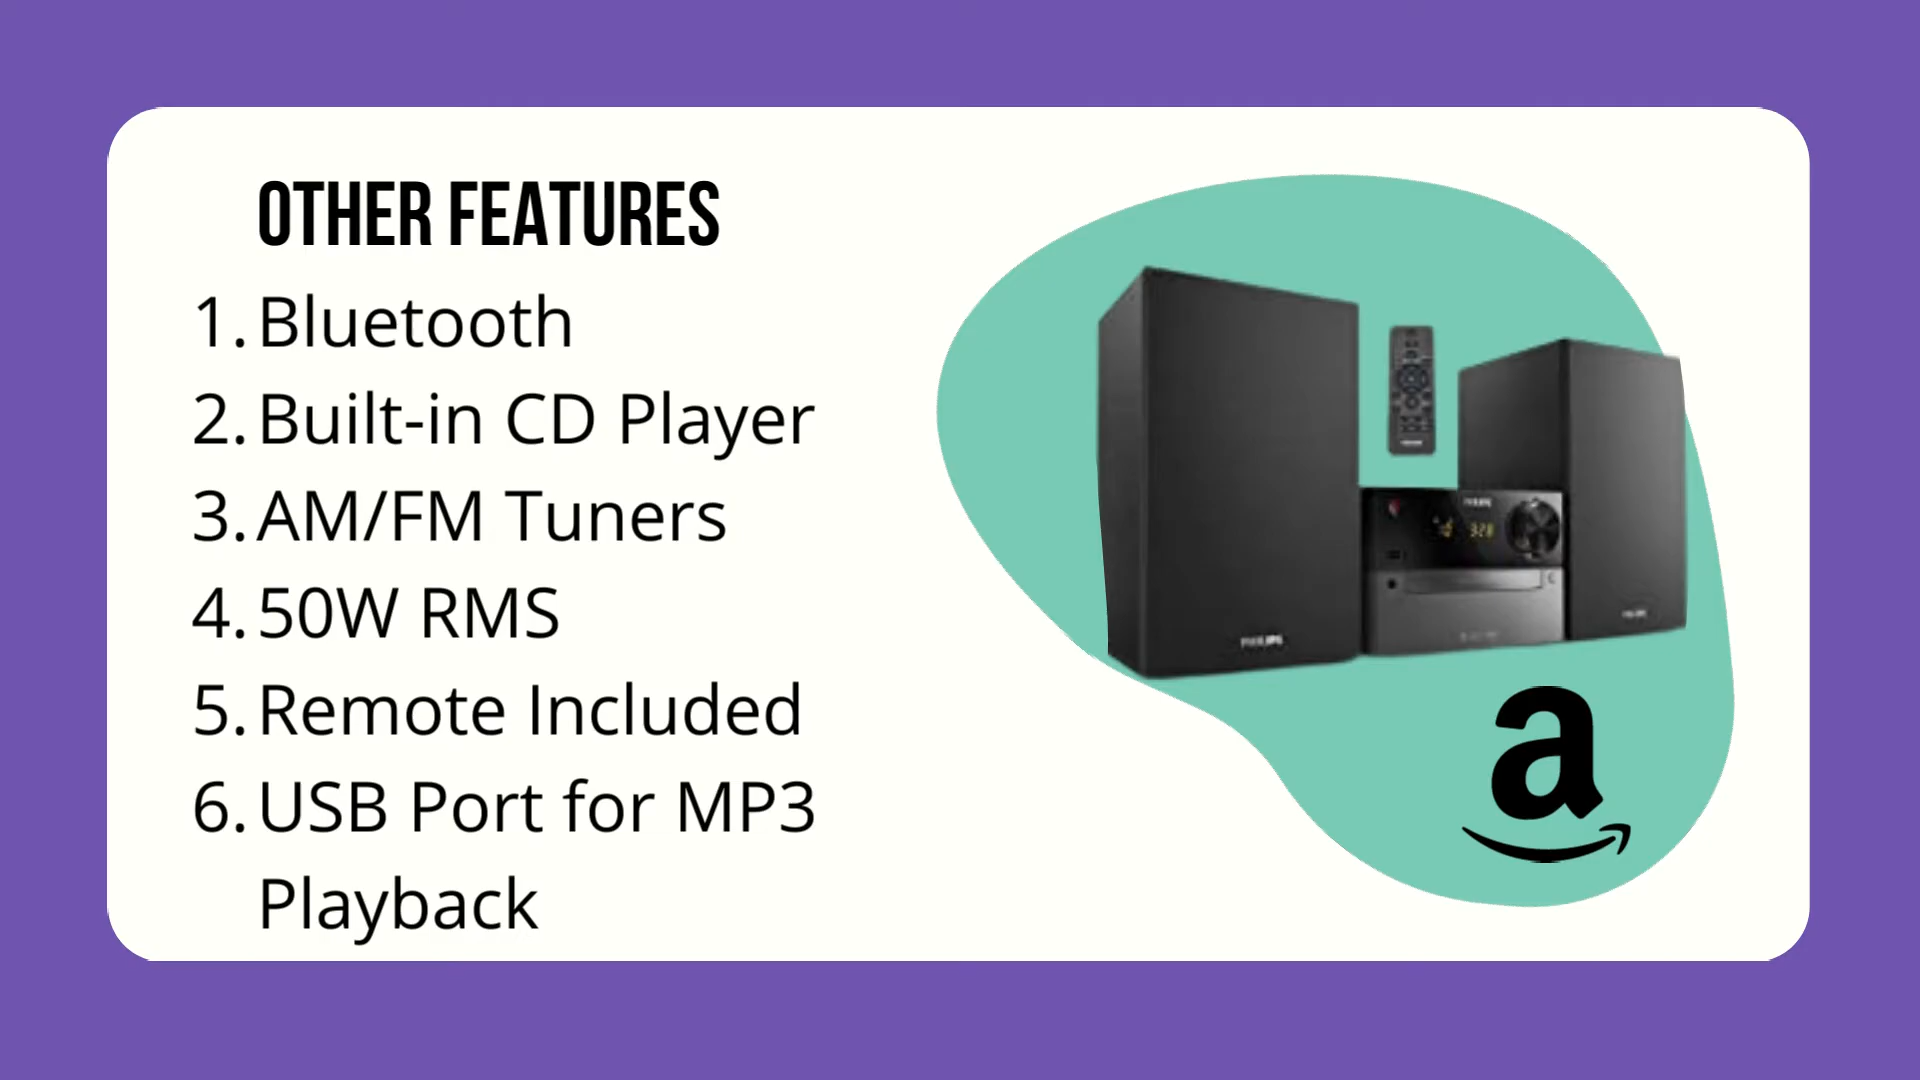 OTHER FEATURES
1. Bluetooth
2. Built-in CD Player
3. AM/FM Tuners
4. 50W RMS
5. Remote Included
6. USB Port for MP3
Playback
PHILIPS
a